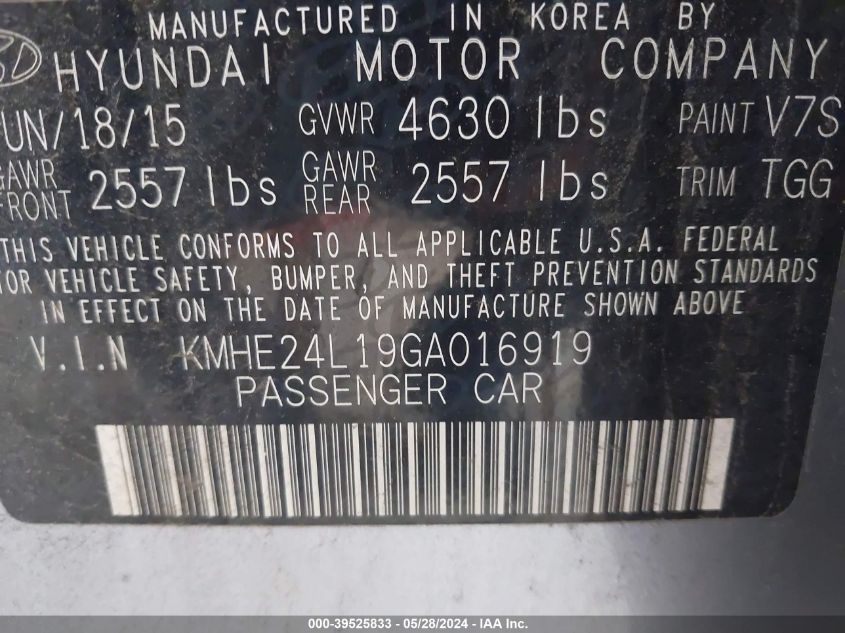 MANUFACTURED IN KOREA BY
HYUNDAI MOTOR COMPANY
UN/18/15 GVWR 4630 lbs PAINT V7S
GAWR FRONT 2557 lbs GAWR REAR 2557 lbs TRIM TGG
THIS VEHICLE CONFORMS TO ALL APPLICABLE U.S.A. FEDERAL
OR VEHICLE SAFETY, BUMPER, AND THEFT PREVENTION STANDARDS
IN EFFECT ON THE DATE OF MANUFACTURE SHOWN ABOVE
V.I.N KMHE24L19GA016919
PASSENGER CAR
000-39525833 - 05/28/2024 - IAA Inc.